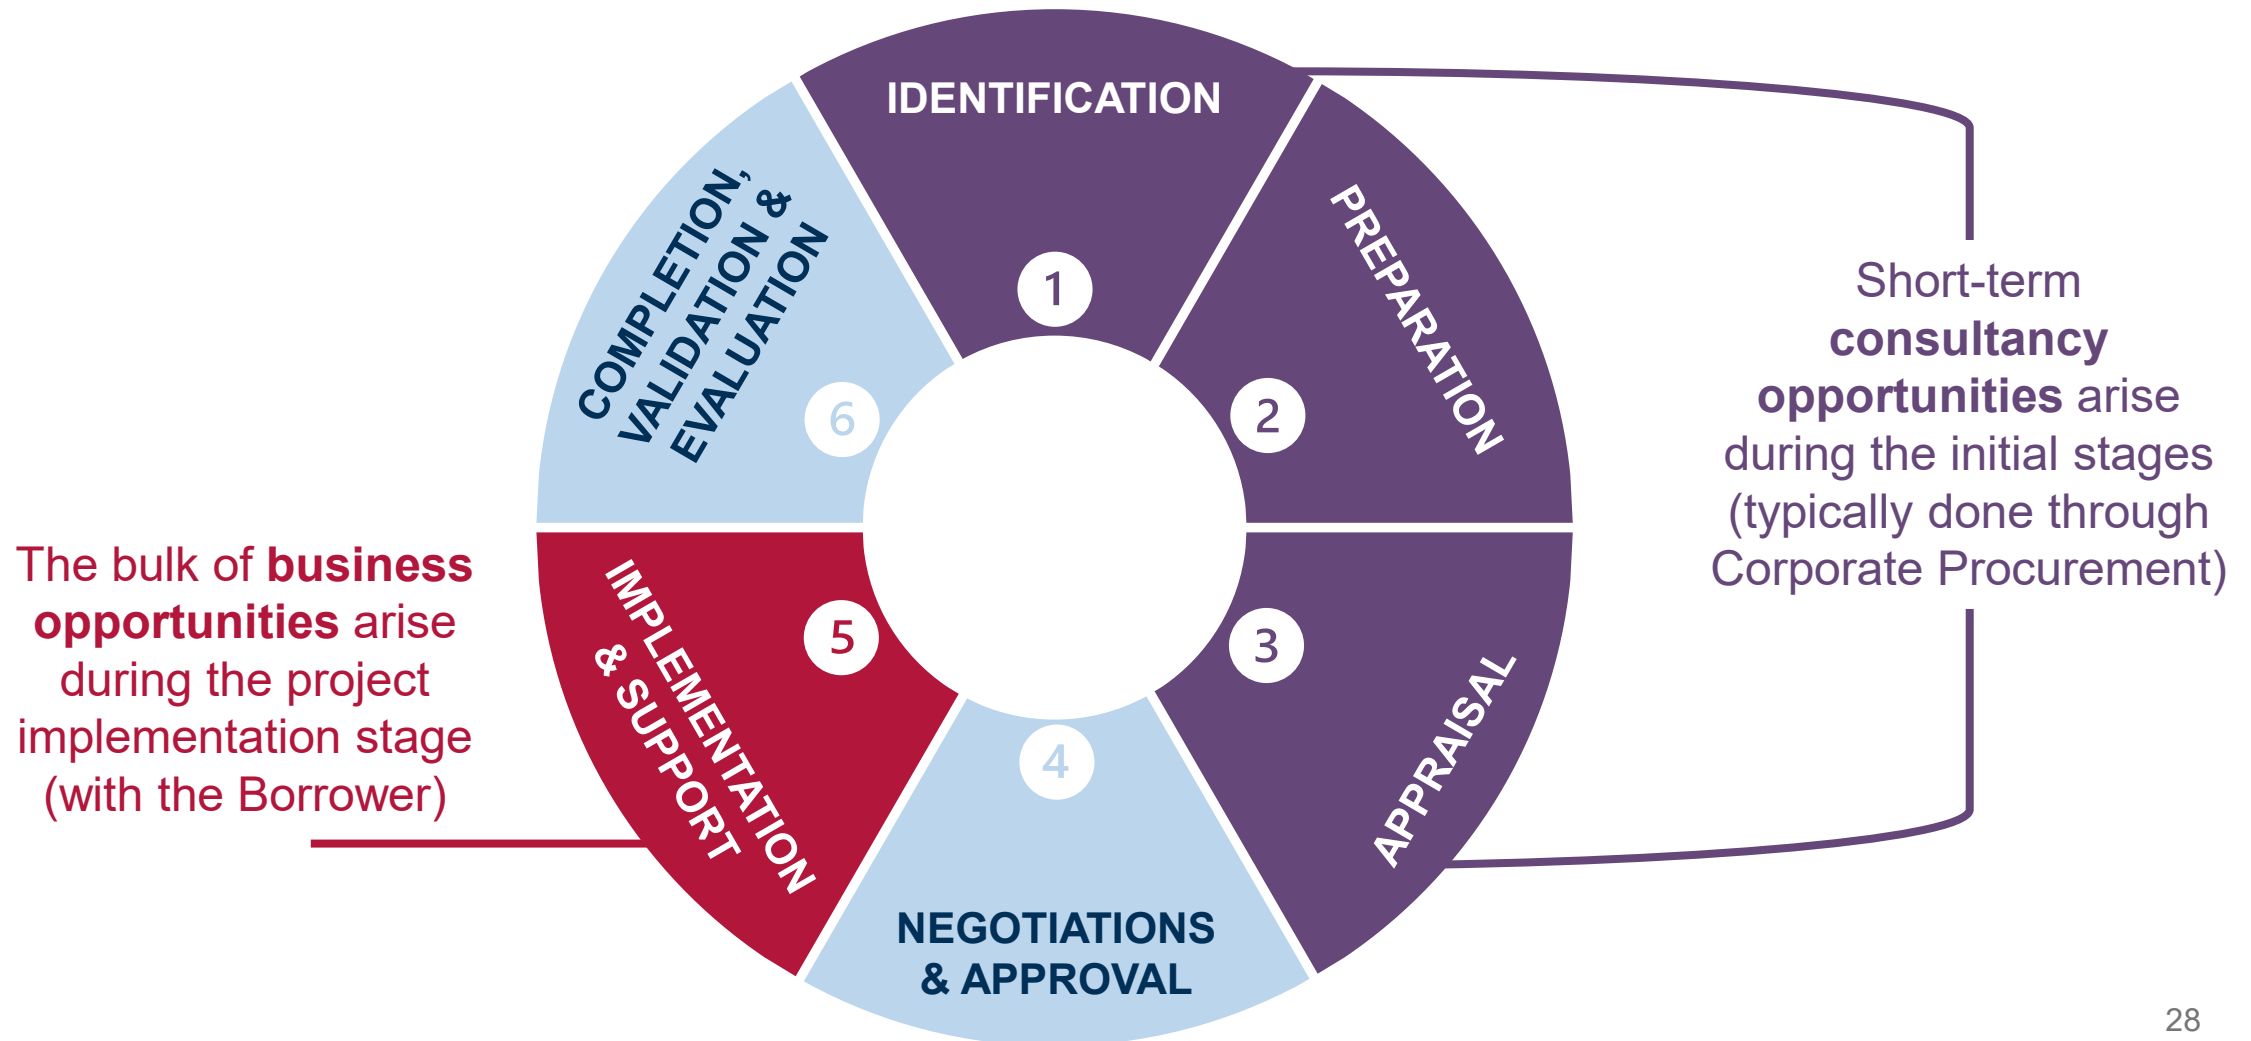 IDENTIFICATION
1
PREPARATION
2
APPRAISAL
3
NEGOTIATIONS
& APPROVAL
4
IMPLEMENTATION
& SUPPORT
5
COMPLETION,
VALIDATION &
EVALUATION
6
Short-term
consultancy
opportunities arise
during the initial stages
(typically done through
Corporate Procurement)
The bulk of business
opportunities arise
during the project
implementation stage
(with the Borrower)
28